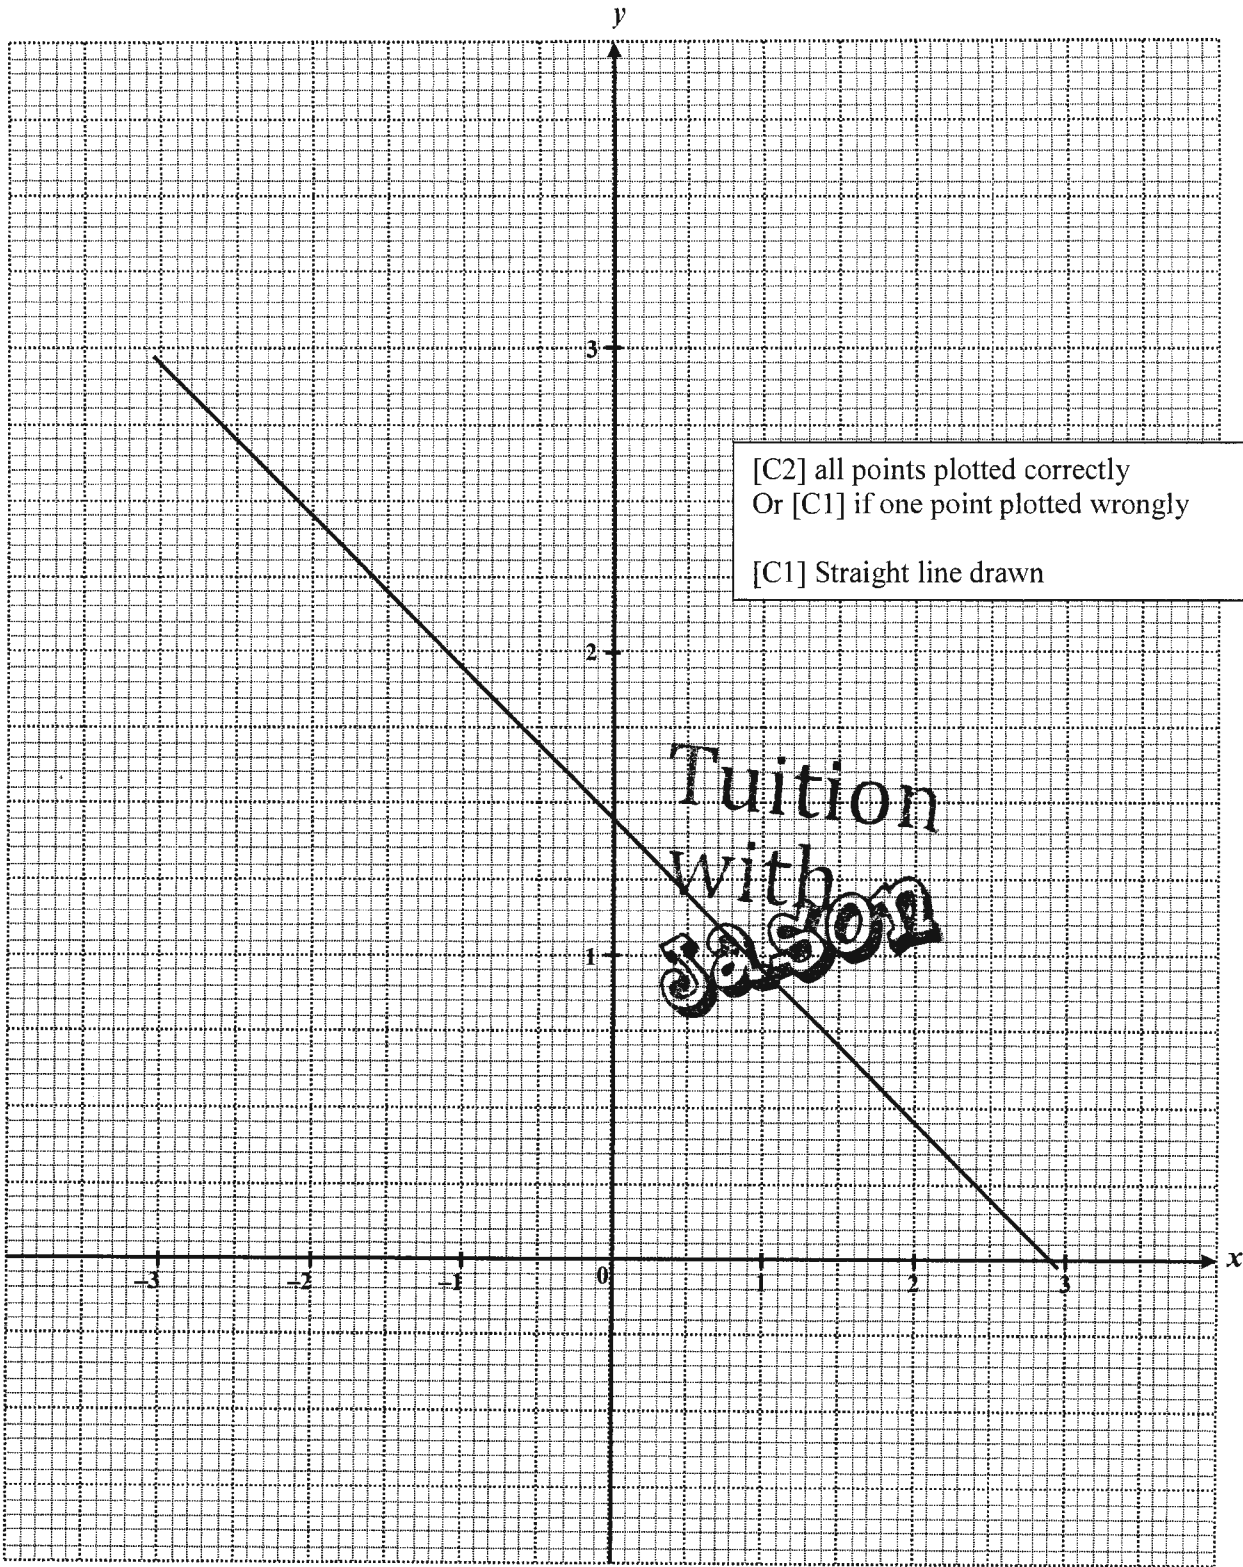 y
3
[C2] all points plotted correctly
Or [C1] if one point plotted wrongly
[C1] Straight line drawn
2
Tuition
with
Jason
1
–3 –2 –1 0 1 2 3 x